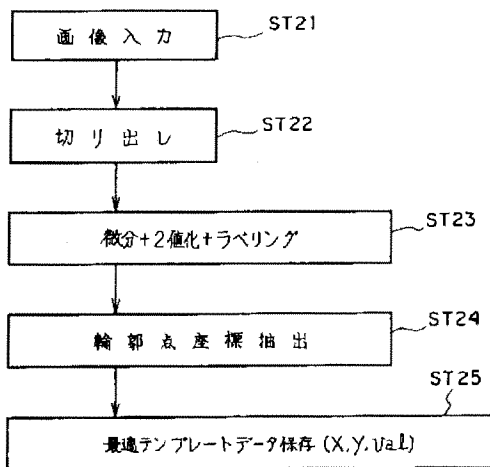 画像入力
ST21
切り出し
ST22
微分+2値化+ラベリング
ST23
輪郭点座標抽出
ST24
ST25
最適テンプレートデータ保存(X,Y,Val)